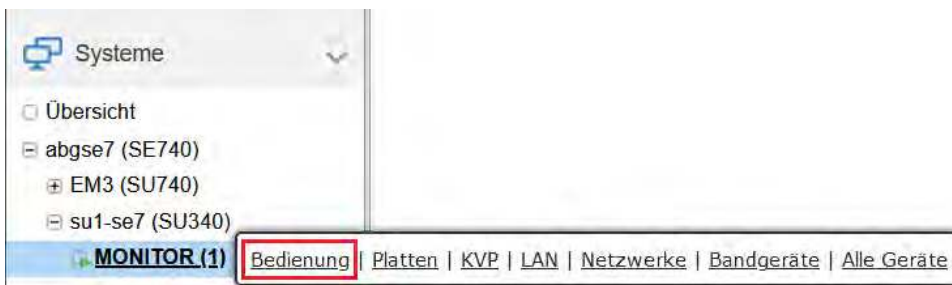 Systeme
Übersicht
abgse7 (SE740)
EM3 (SU740)
su1-se7 (SU340)
MONITOR (1) Bedienung | Platten | KVP | LAN | Netzwerke | Bandgeräte | Alle Geräte